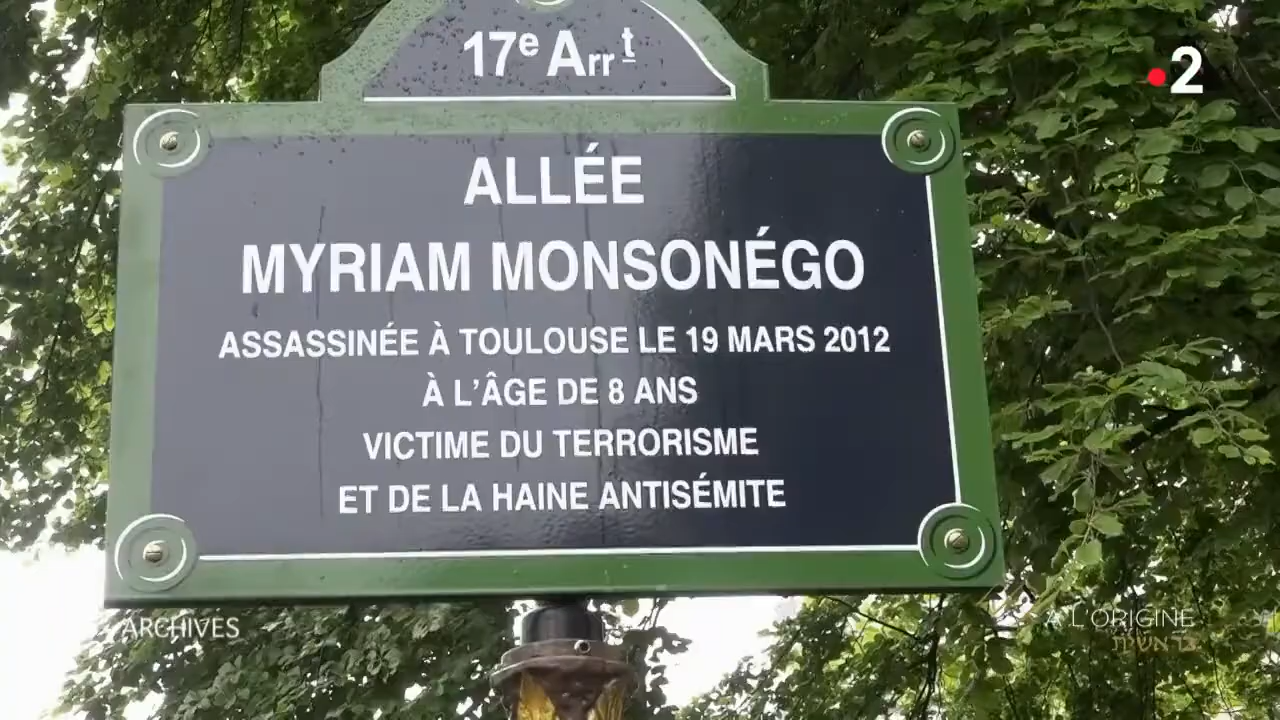 17e Arrt
2
ALLÉE
MYRIAM MONSONÉGO
ASSASSINÉE À TOULOUSE LE 19 MARS 2012
À L'ÂGE DE 8 ANS
VICTIME DU TERRORISME
ET DE LA HAINE ANTISÉMITE
ARCHIVES
À L'ORIGINE